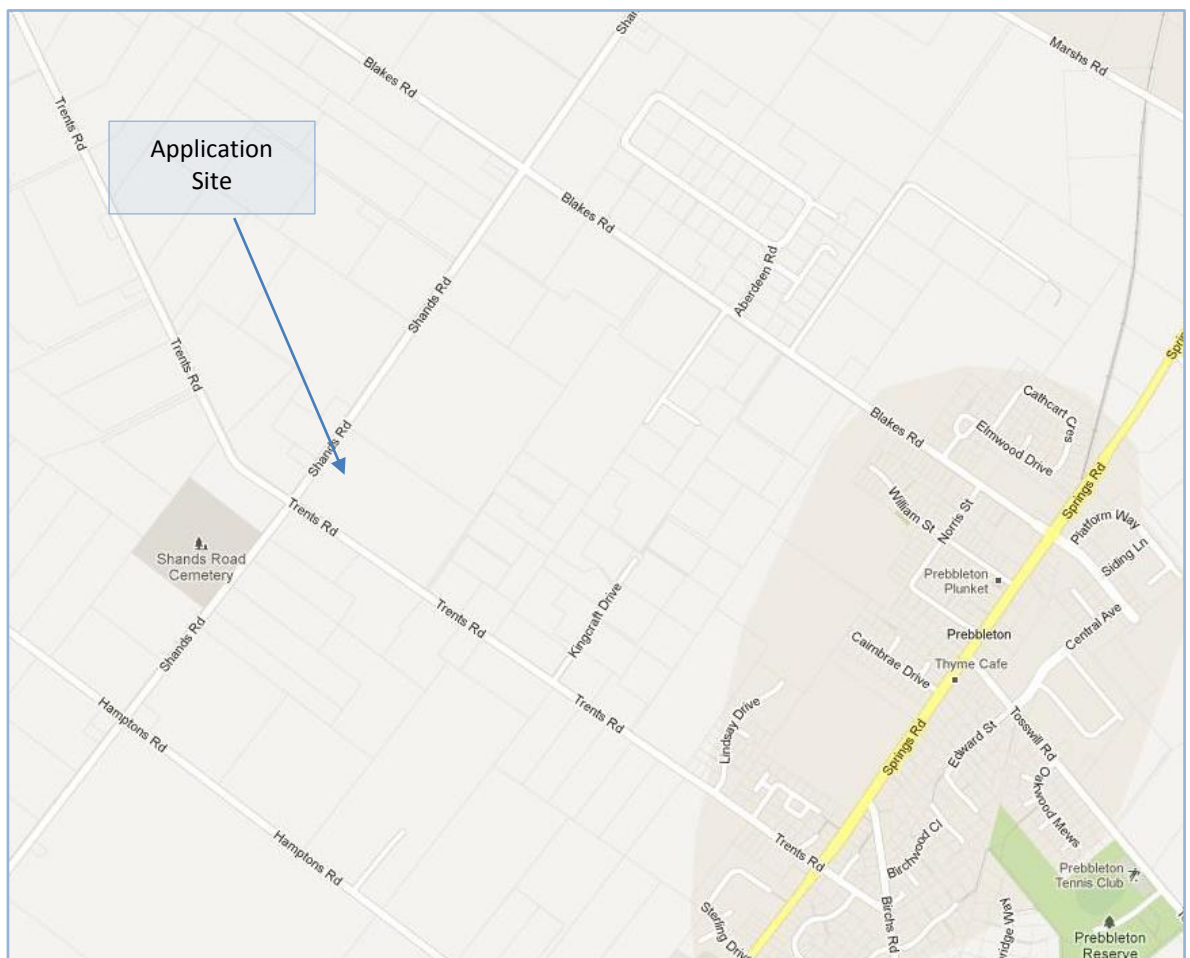 Sha
Marshs Rd
Blakes Rd
Trents Rd
Application
Site
Blakes Rd
Aberdeen Rd
Shands Rd
Spring
Trents Rd
Cathcart Cres
Blakes Rd
Elmwood Drive
Shands Rd
Springs Rd
William St
Norris St
Platform Way
Trents Rd
Siding Ln
Shands Road
Cemetery
Prebbleton
Plunket
Kingcraft Drive
Trents Rd
Central Ave
Prebbleton
Shands Rd
Cairnbrae Drive
Thyme Cafe
Hamptons Rd
Trents Rd
Lindsay Drive
Edward St
Tosswill Rd
Springs Rd
Oakwood Mews
Hamptons Rd
Trents Rd
Birchwood Cl
Prebbleton
Tennis Club
Sterling Drive
Birchs Rd
ridge Way
Prebbleton
Reserve